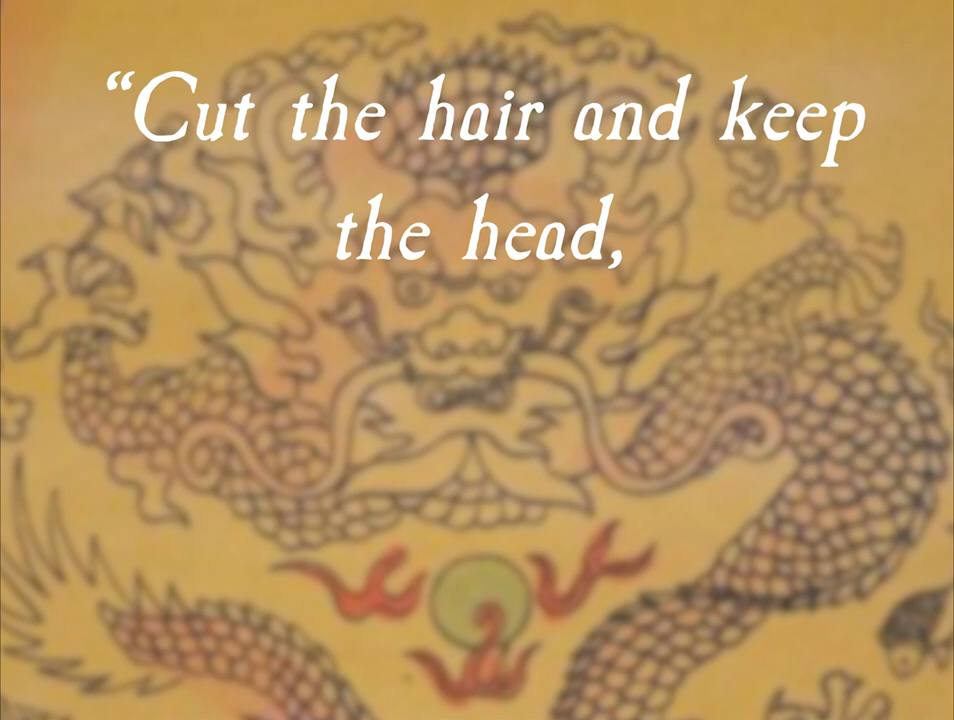 “Cut the hair and keep
the head,